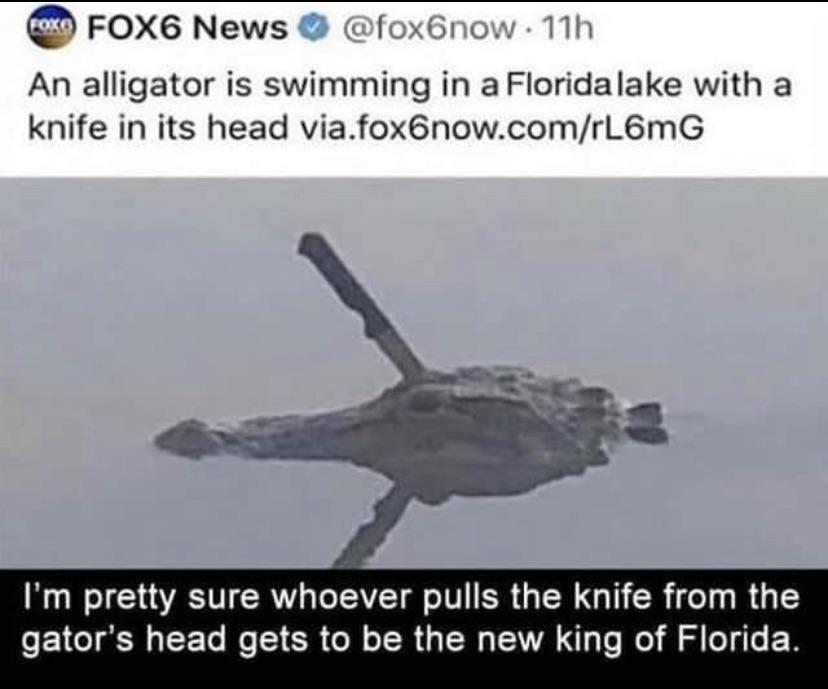 FOX6 FOX6 News @fox6now · 11h
An alligator is swimming in a Florida lake with a
knife in its head via.fox6now.com/rL6mG
I'm pretty sure whoever pulls the knife from the
gator's head gets to be the new king of Florida.